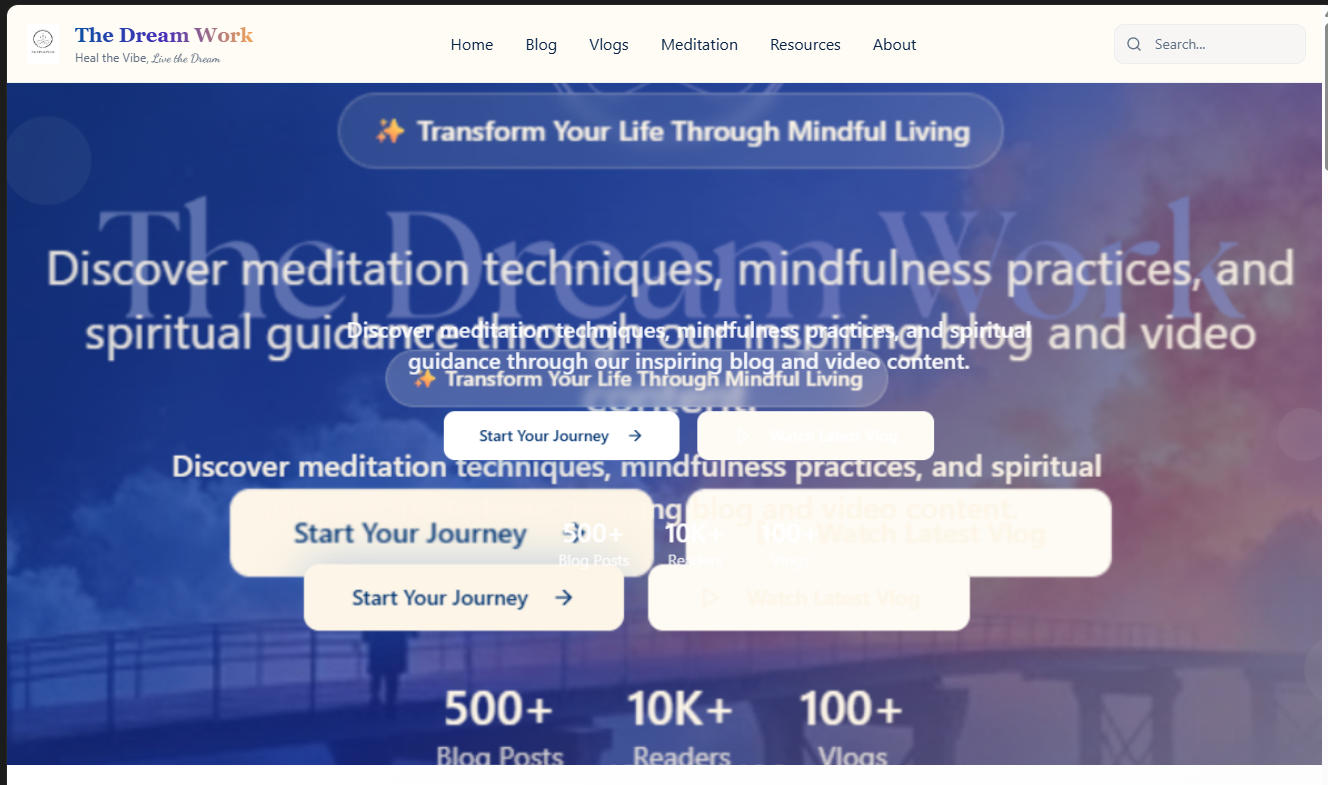 The Dream Work
Heal the Vibe, Live the Dream
Home
Blog
Vlogs
Meditation
Resources
About
Search...
✨ Transform Your Life Through Mindful Living
The Dream Work
Discover meditation techniques, mindfulness practices, and
spiritual guidance through our inspiring blog and video
content.
Discover meditation techniques, mindfulness practices, and spiritual
guidance through our inspiring blog and video content.
✨ Transform Your Life Through Mindful Living
Start Your Journey →
Watch Latest Vlog
Discover meditation techniques, mindfulness practices, and spiritual
blog and video content.
Start Your Journey
Watch Latest Vlog
500+
10K+
100+
Blog Posts
Readers
Vlogs
Start Your Journey →
Watch Latest Vlog
500+
10K+
100+
Blog Posts
Readers
Vlogs